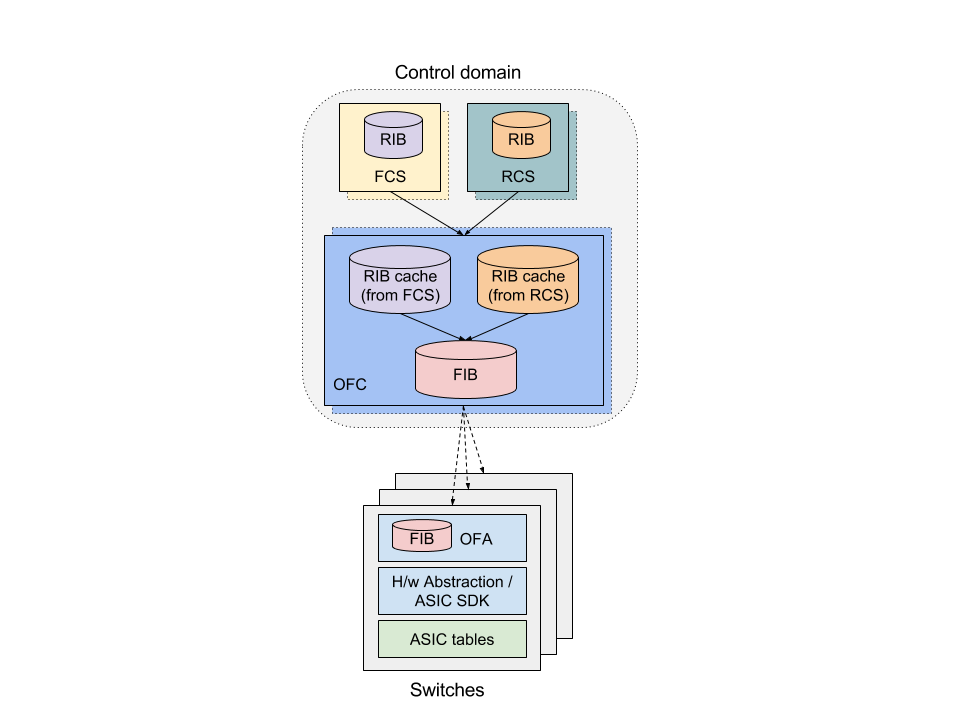 Control domain
RIB
RIB
FCS
RCS
RIB cache
(from FCS)
RIB cache
(from RCS)
FIB
OFC
FIB
OFA
H/w Abstraction /
ASIC SDK
ASIC tables
Switches